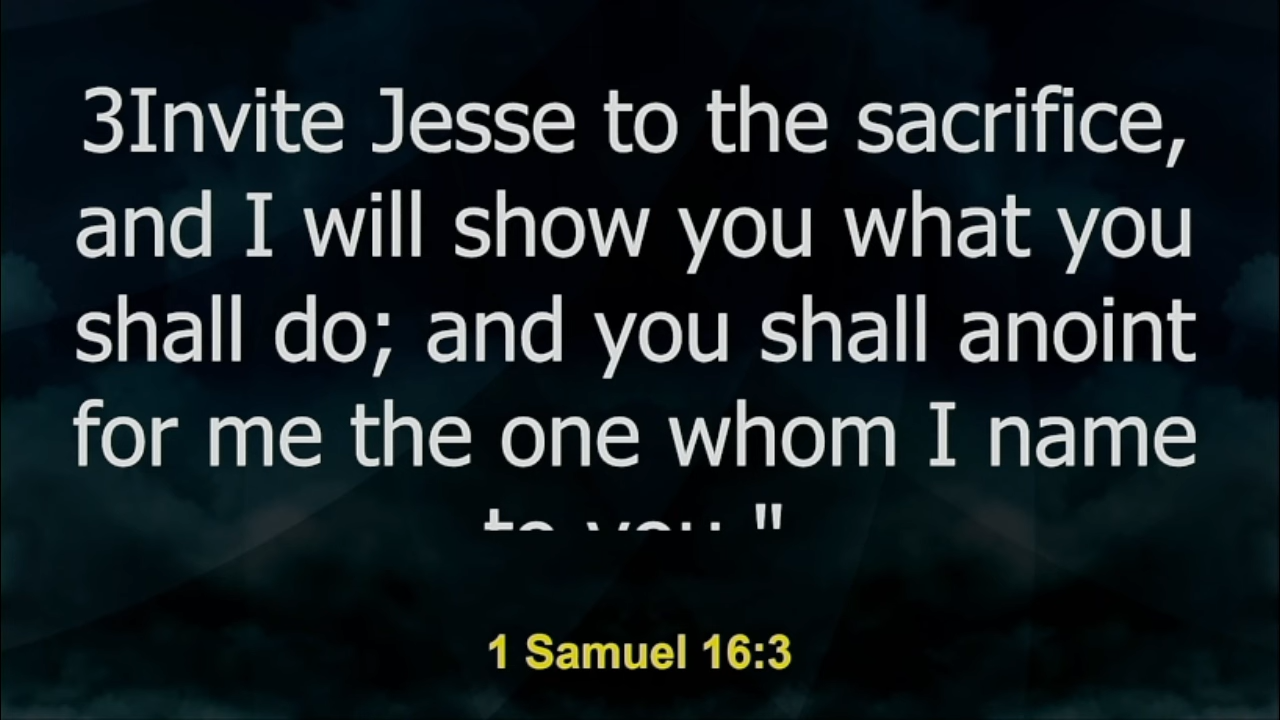 3Invite Jesse to the sacrifice,
and I will show you what you
shall do; and you shall anoint
for me the one whom I name
to you."
1 Samuel 16:3